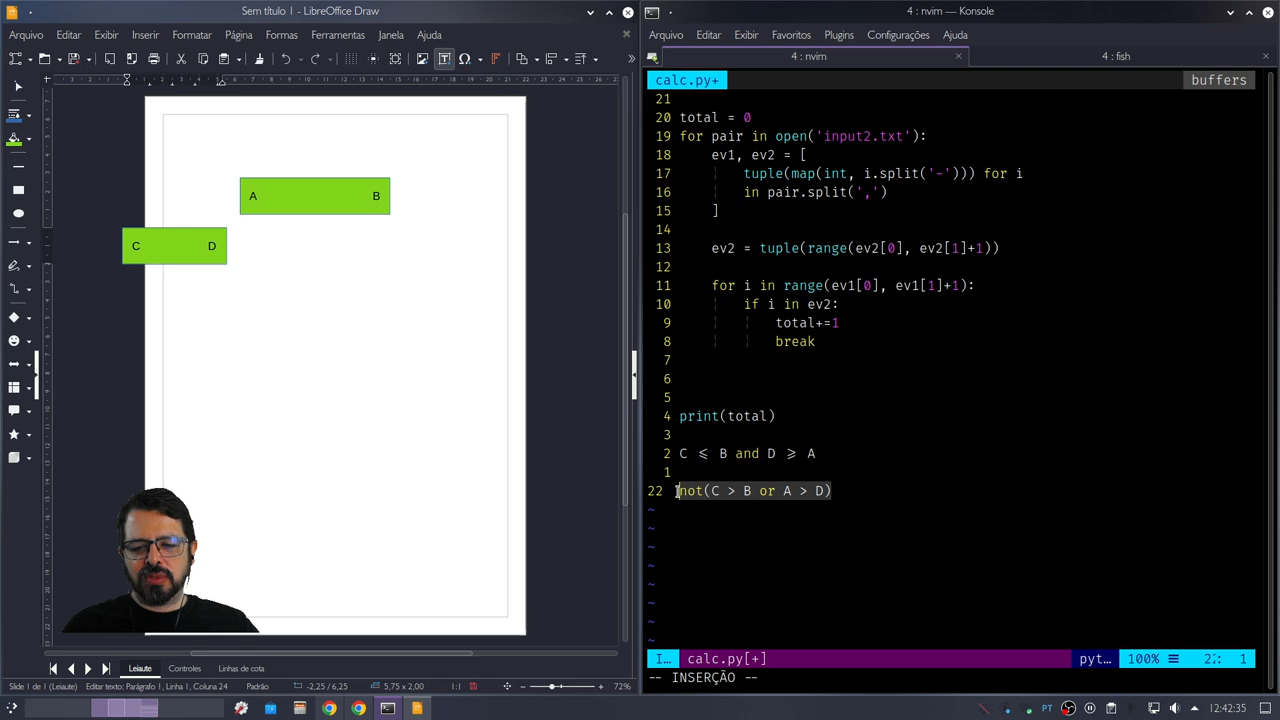 Sem título 1 - LibreOffice Draw
Arquivo Editar Exibir Inserir Formatar Página Formas Ferramentas Janela Ajuda
A B
C D
Leiaute Controles Linhas de cota
Slide 1 de 1 (Leiaute) Editar texto: Parágrafo 1, Linha 1, Coluna 24 Padrão -2,25 / 6,25 5,75 x 2,00 1:1 72%
4 : nvim — Konsole
Arquivo Editar Exibir Favoritos Plugins Configurações Ajuda
4 : nvim 4 : fish
calc.py+ buffers
21
20 total = 0
19 for pair in open('input2.txt'):
18 ev1, ev2 = [
17 tuple(map(int, i.split('-'))) for i
16 in pair.split(',')
15 ]
14
13 ev2 = tuple(range(ev2[0], ev2[1]+1))
12
11 for i in range(ev1[0], ev1[1]+1):
10 if i in ev2:
9 total+=1
8 break
7
6
5
4 print(total)
3
2 C ⩽ B and D ⩾ A
1
22 not(C > B or A > D)
~
~
~
~
~
~
~
~
I… calc.py[+] pyt… 100% ☰ 1
-- INSERÇÃO --
PT 12:42:35